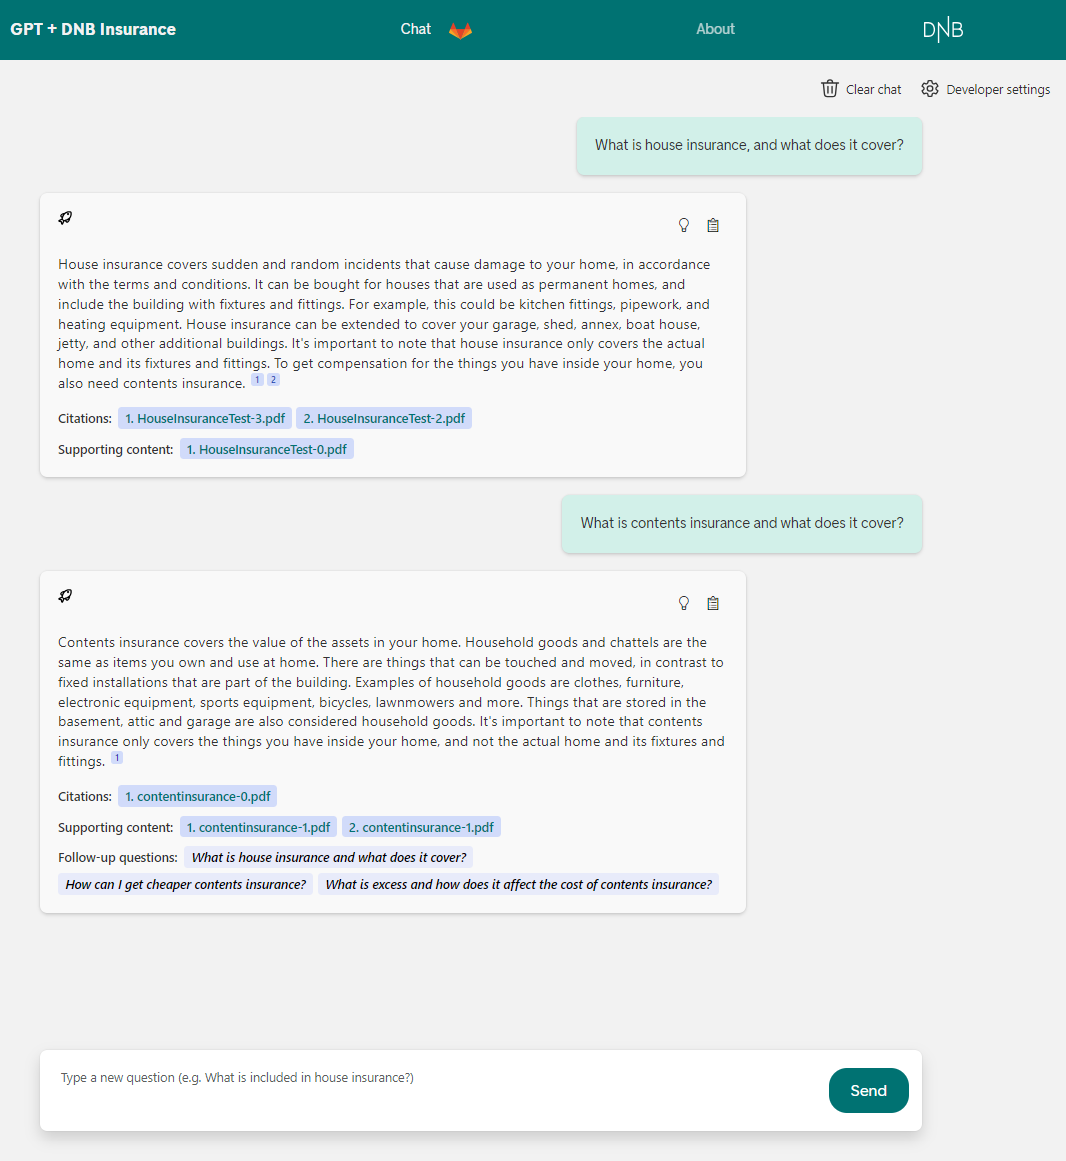 GPT + DNB Insurance
Chat
About
DNB
Clear chat
Developer settings
What is house insurance, and what does it cover?
House insurance covers sudden and random incidents that cause damage to your home, in accordance
with the terms and conditions. It can be bought for houses that are used as permanent homes, and
include the building with fixtures and fittings. For example, this could be kitchen fittings, pipework, and
heating equipment. House insurance can be extended to cover your garage, shed, annex, boat house,
jetty, and other additional buildings. It's important to note that house insurance only covers the actual
home and its fixtures and fittings. To get compensation for the things you have inside your home, you
also need contents insurance. 1 2
Citations: 1. HouseInsuranceTest-3.pdf 2. HouseInsuranceTest-2.pdf
Supporting content: 1. HouseInsuranceTest-0.pdf
What is contents insurance and what does it cover?
Contents insurance covers the value of the assets in your home. Household goods and chattels are the
same as items you own and use at home. There are things that can be touched and moved, in contrast to
fixed installations that are part of the building. Examples of household goods are clothes, furniture,
electronic equipment, sports equipment, bicycles, lawnmowers and more. Things that are stored in the
basement, attic and garage are also considered household goods. It's important to note that contents
insurance only covers the things you have inside your home, and not the actual home and its fixtures and
fittings. 1
Citations: 1. contentinsurance-0.pdf
Supporting content: 1. contentinsurance-1.pdf 2. contentinsurance-1.pdf
Follow-up questions: What is house insurance and what does it cover?
How can I get cheaper contents insurance? What is excess and how does it affect the cost of contents insurance?
Type a new question (e.g. What is included in house insurance?)
Send